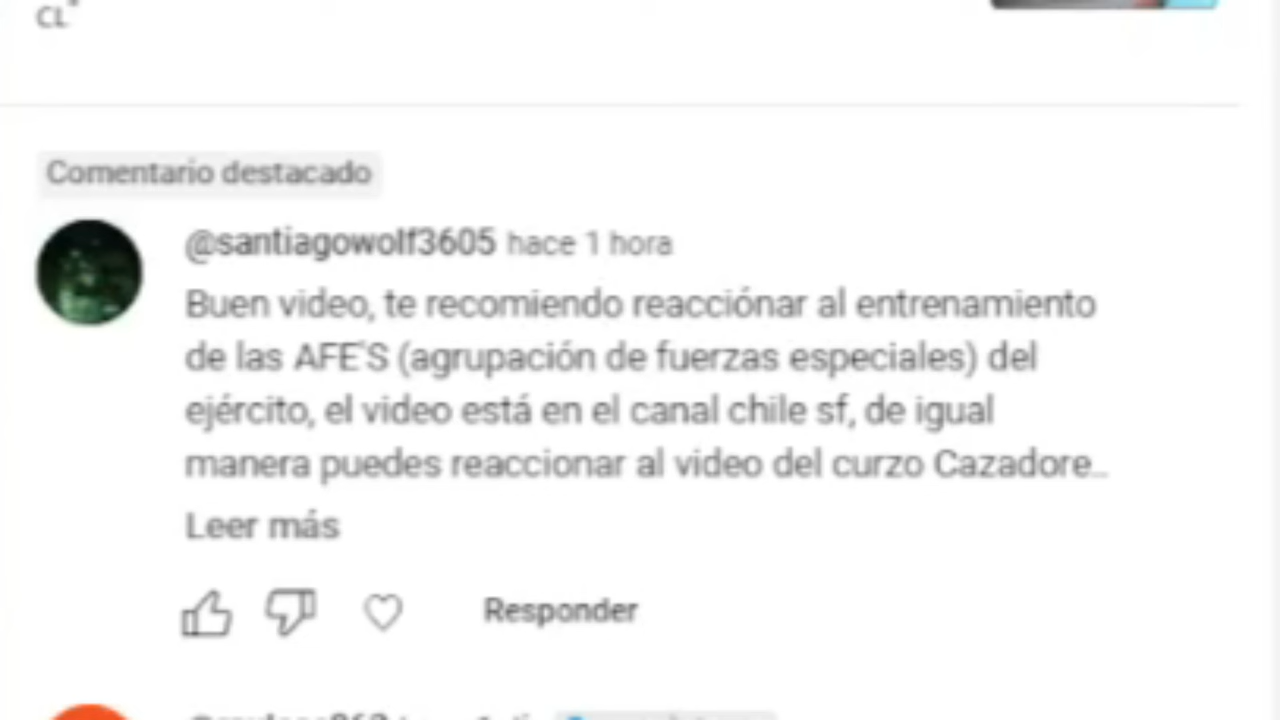 CL
Comentario destacado
@santiagowolf3605 hace 1 hora
Buen video, te recomiendo reacciónar al entrenamiento
de las AFE'S (agrupación de fuerzas especiales) del
ejército, el video está en el canal chile sf, de igual
manera puedes reaccionar al video del curzo Cazadore...
Leer más
Responder